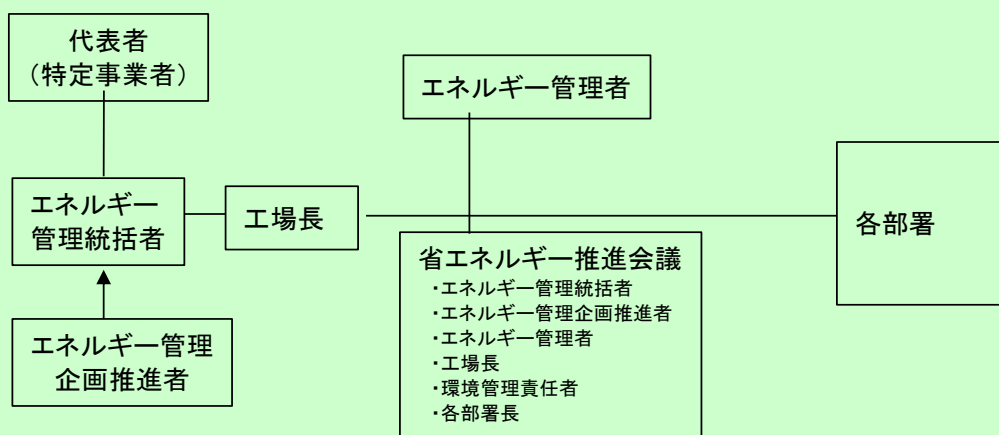 代表者
（特定事業者）
エネルギー管理者
エネルギー
管理統括者
工場長
各部署
省エネルギー推進会議
・エネルギー管理統括者
・エネルギー管理企画推進者
・エネルギー管理者
・工場長
・環境管理責任者
・各部署長
エネルギー管理
企画推進者